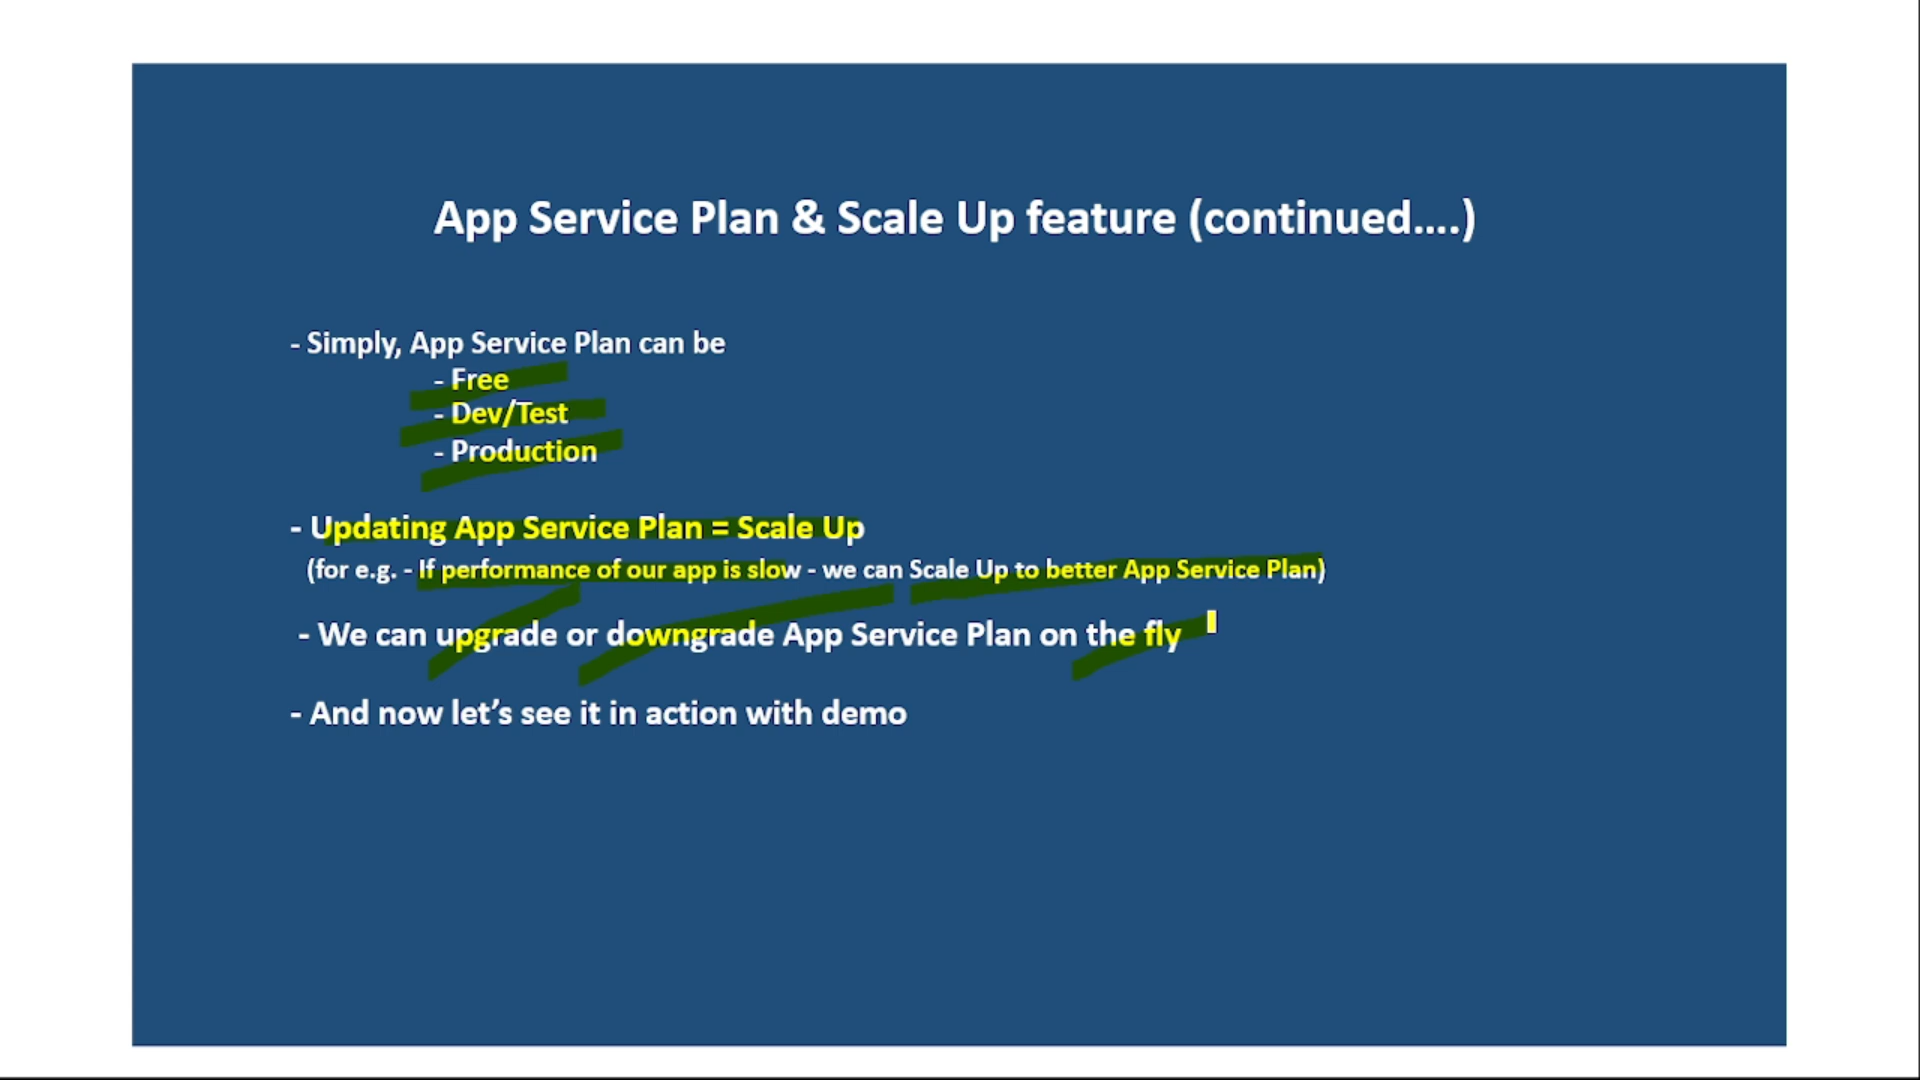 App Service Plan & Scale Up feature (continued....)
- Simply, App Service Plan can be
- Free
- Dev/Test
- Production
- Updating App Service Plan = Scale Up
(for e.g. - If performance of our app is slow - we can Scale Up to better App Service Plan)
- We can upgrade or downgrade App Service Plan on the fly
- And now let’s see it in action with demo